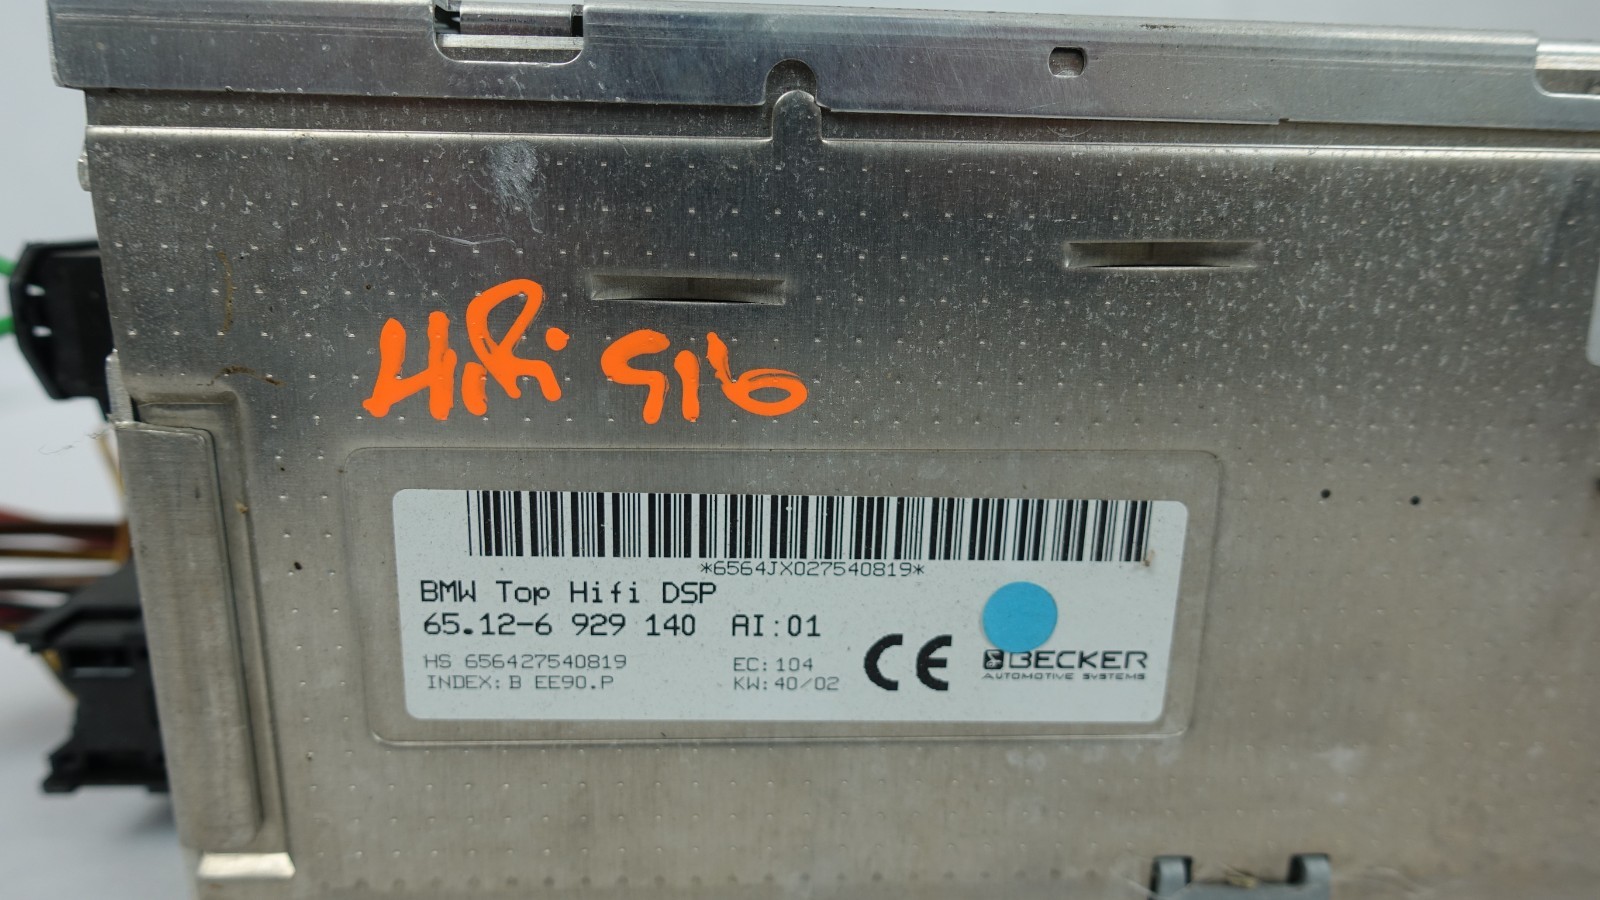 HiRi 916
*6564JX027540819*
BMW Top Hifi DSP
65.12-6 929 140 AI:01
HS 656427540819 EC:104
INDEX: B EE90.P KW:40/02
CE
BECKER
AUTOMOTIVE SYSTEMS